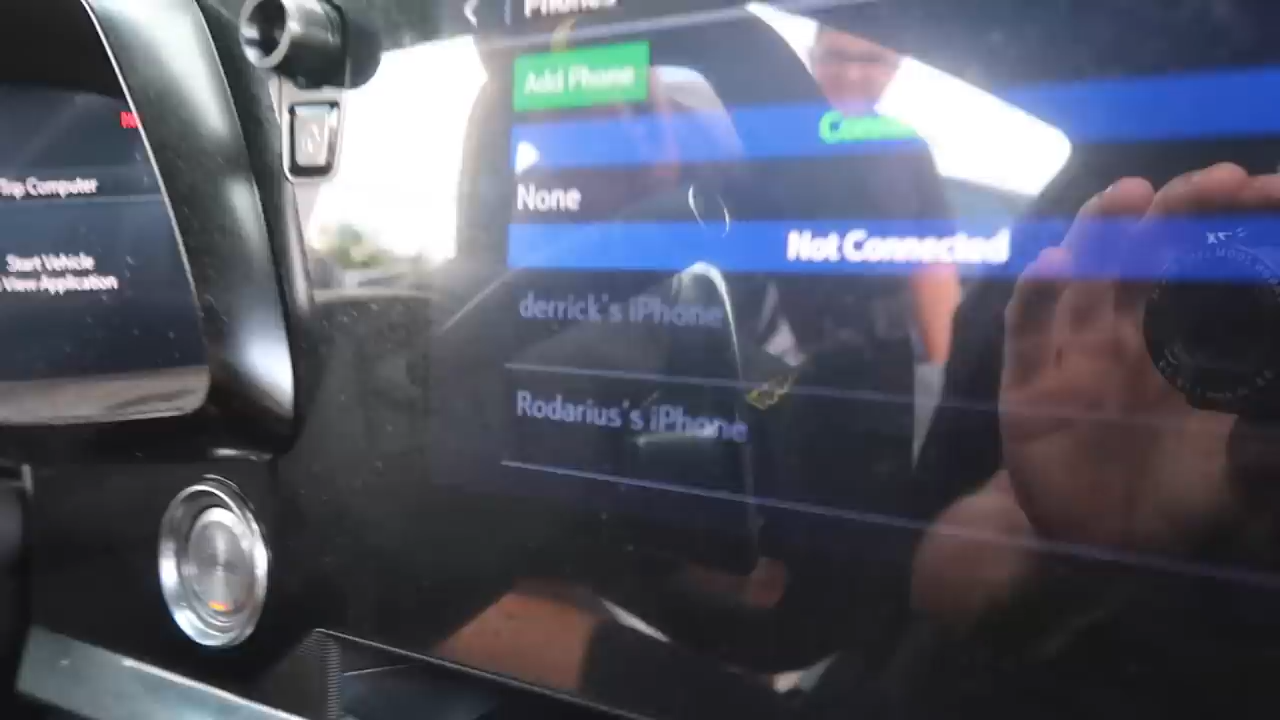 Phones
Add Phone
None
Not Connected
derrick's iPhone
Rodarius's iPhone
Trip Computer
Start Vehicle
View Application